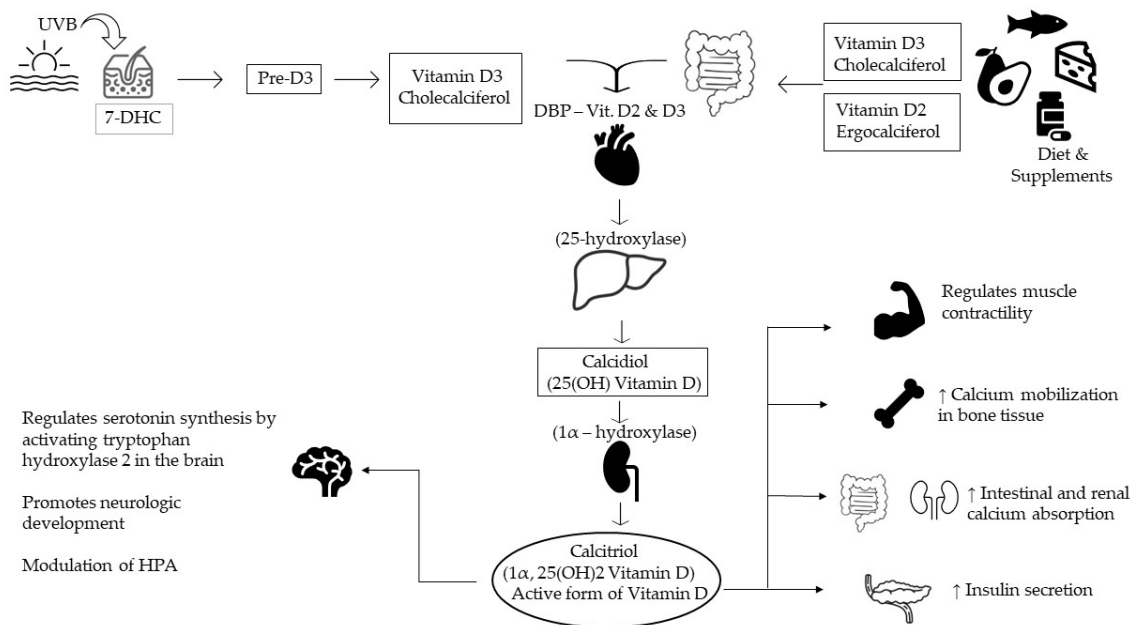 UVB
7-DHC
Pre-D3
Vitamin D3
Cholecalciferol
DBP – Vit. D2 & D3
Vitamin D3
Cholecalciferol
Vitamin D2
Ergocalciferol
Diet &
Supplements
(25-hydroxylase)
Calcidiol
(25(OH) Vitamin D)
(1α – hydroxylase)
Calcitriol
(1α, 25(OH)2 Vitamin D)
Active form of Vitamin D
Regulates serotonin synthesis by
activating tryptophan
hydroxylase 2 in the brain
Promotes neurologic
development
Modulation of HPA
Regulates muscle
contractility
↑ Calcium mobilization
in bone tissue
↑ Intestinal and renal
calcium absorption
↑ Insulin secretion